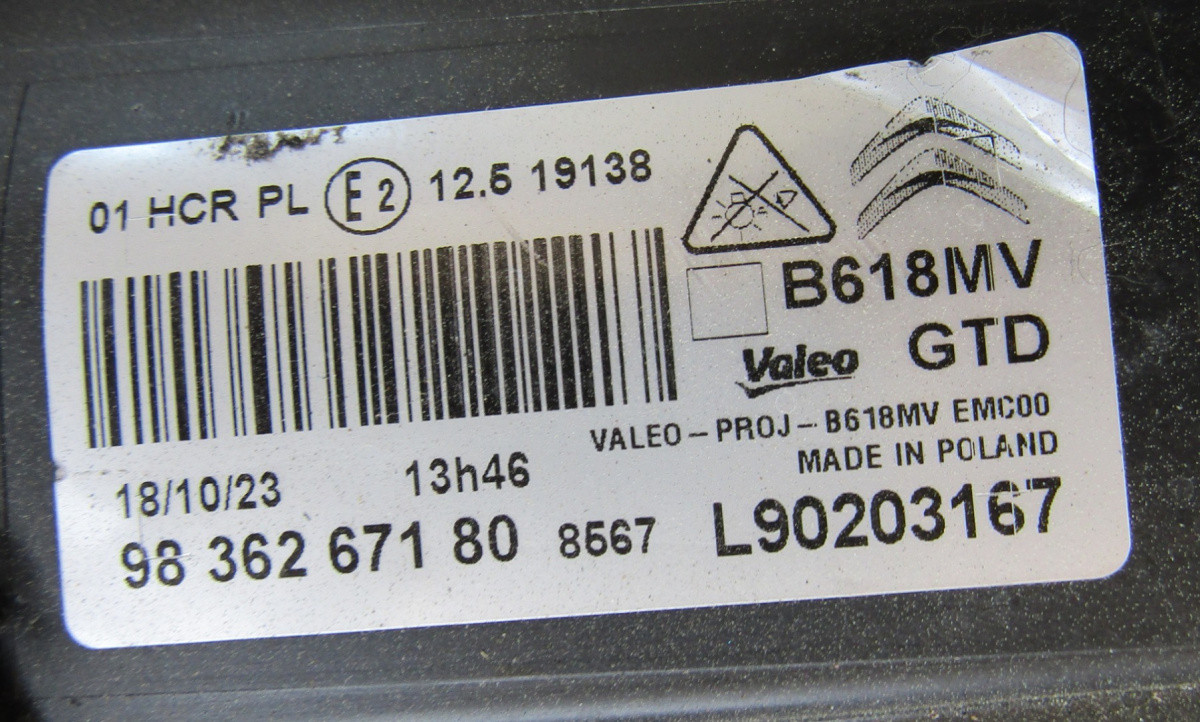 01 HCR PL E2 12.5 19138
B618MV
GTD
Valeo
VALEO-PROJ-B618MV EMC00
MADE IN POLAND
18/10/23 13h46
98 362 671 80 8567 L90203167